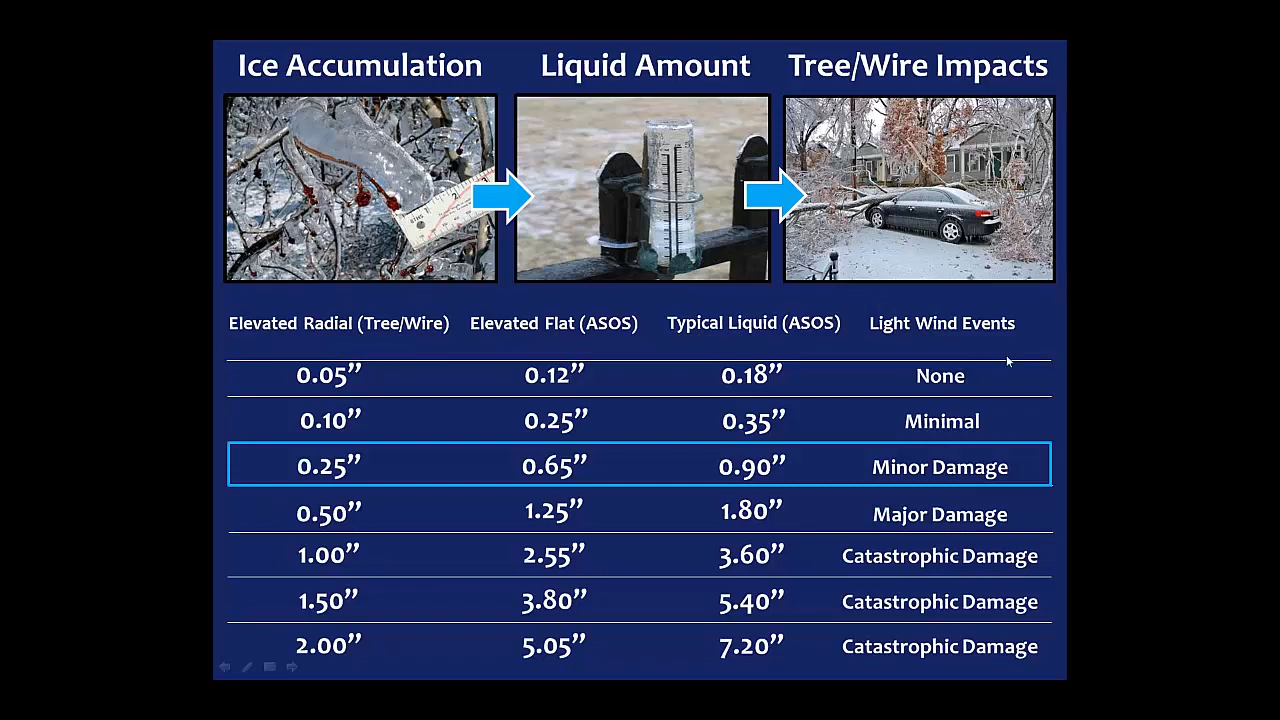 Ice Accumulation Liquid Amount Tree/Wire Impacts
Elevated Radial (Tree/Wire) Elevated Flat (ASOS) Typical Liquid (ASOS) Light Wind Events
0.05” 0.12” 0.18” None
0.10” 0.25” 0.35” Minimal
0.25” 0.65” 0.90” Minor Damage
0.50” 1.25” 1.80” Major Damage
1.00” 2.55” 3.60” Catastrophic Damage
1.50” 3.80” 5.40” Catastrophic Damage
2.00” 5.05” 7.20” Catastrophic Damage